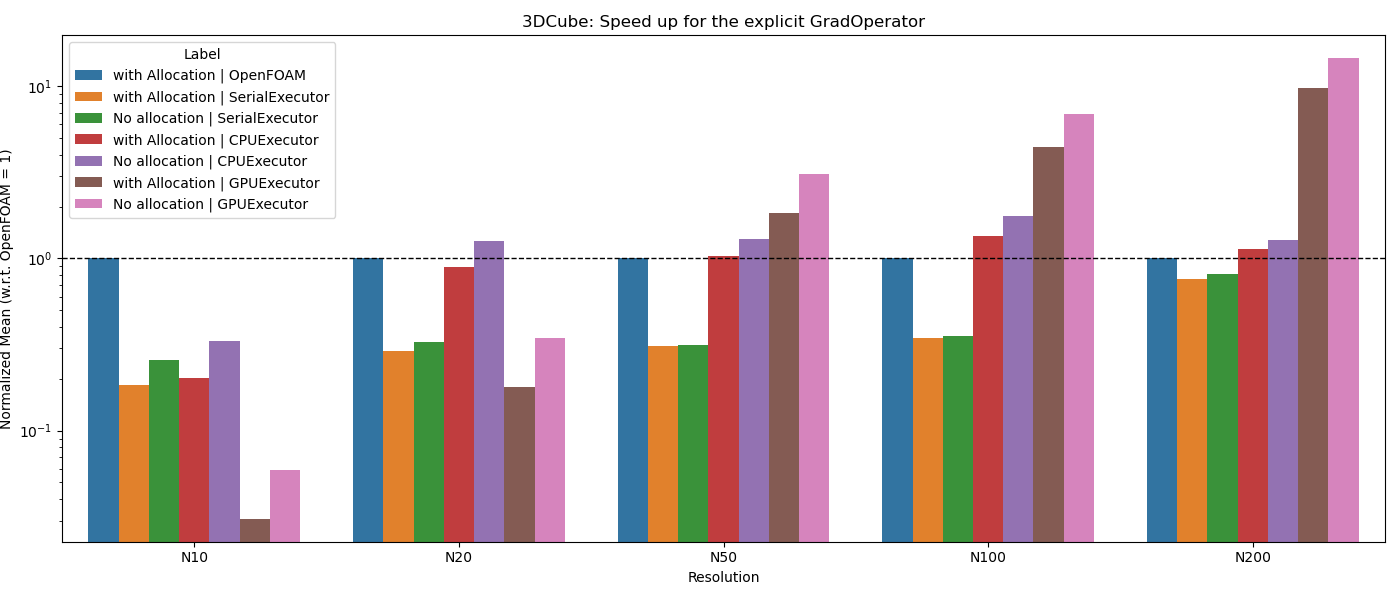 3DCube: Speed up for the explicit GradOperator
Label
with Allocation | OpenFOAM
with Allocation | SerialExecutor
No allocation | SerialExecutor
with Allocation | CPUExecutor
No allocation | CPUExecutor
with Allocation | GPUExecutor
No allocation | GPUExecutor
Normalized Mean (w.r.t. OpenFOAM = 1)
10¹
10⁰
10⁻¹
N10 N20 N50 N100 N200
Resolution